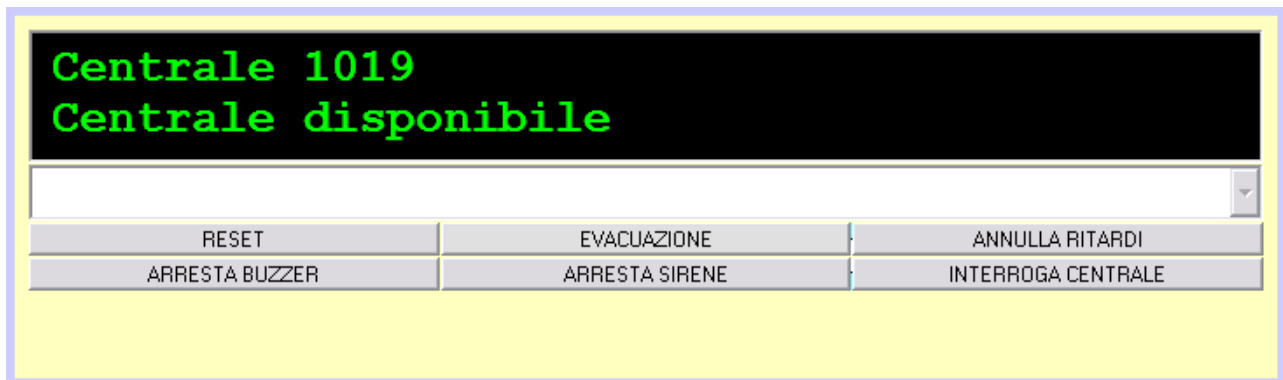 Centrale 1019
Centrale disponibile
RESET EVACUAZIONE ANNULLA RITARDI
ARRESTA BUZZER ARRESTA SIRENE INTERROGA CENTRALE